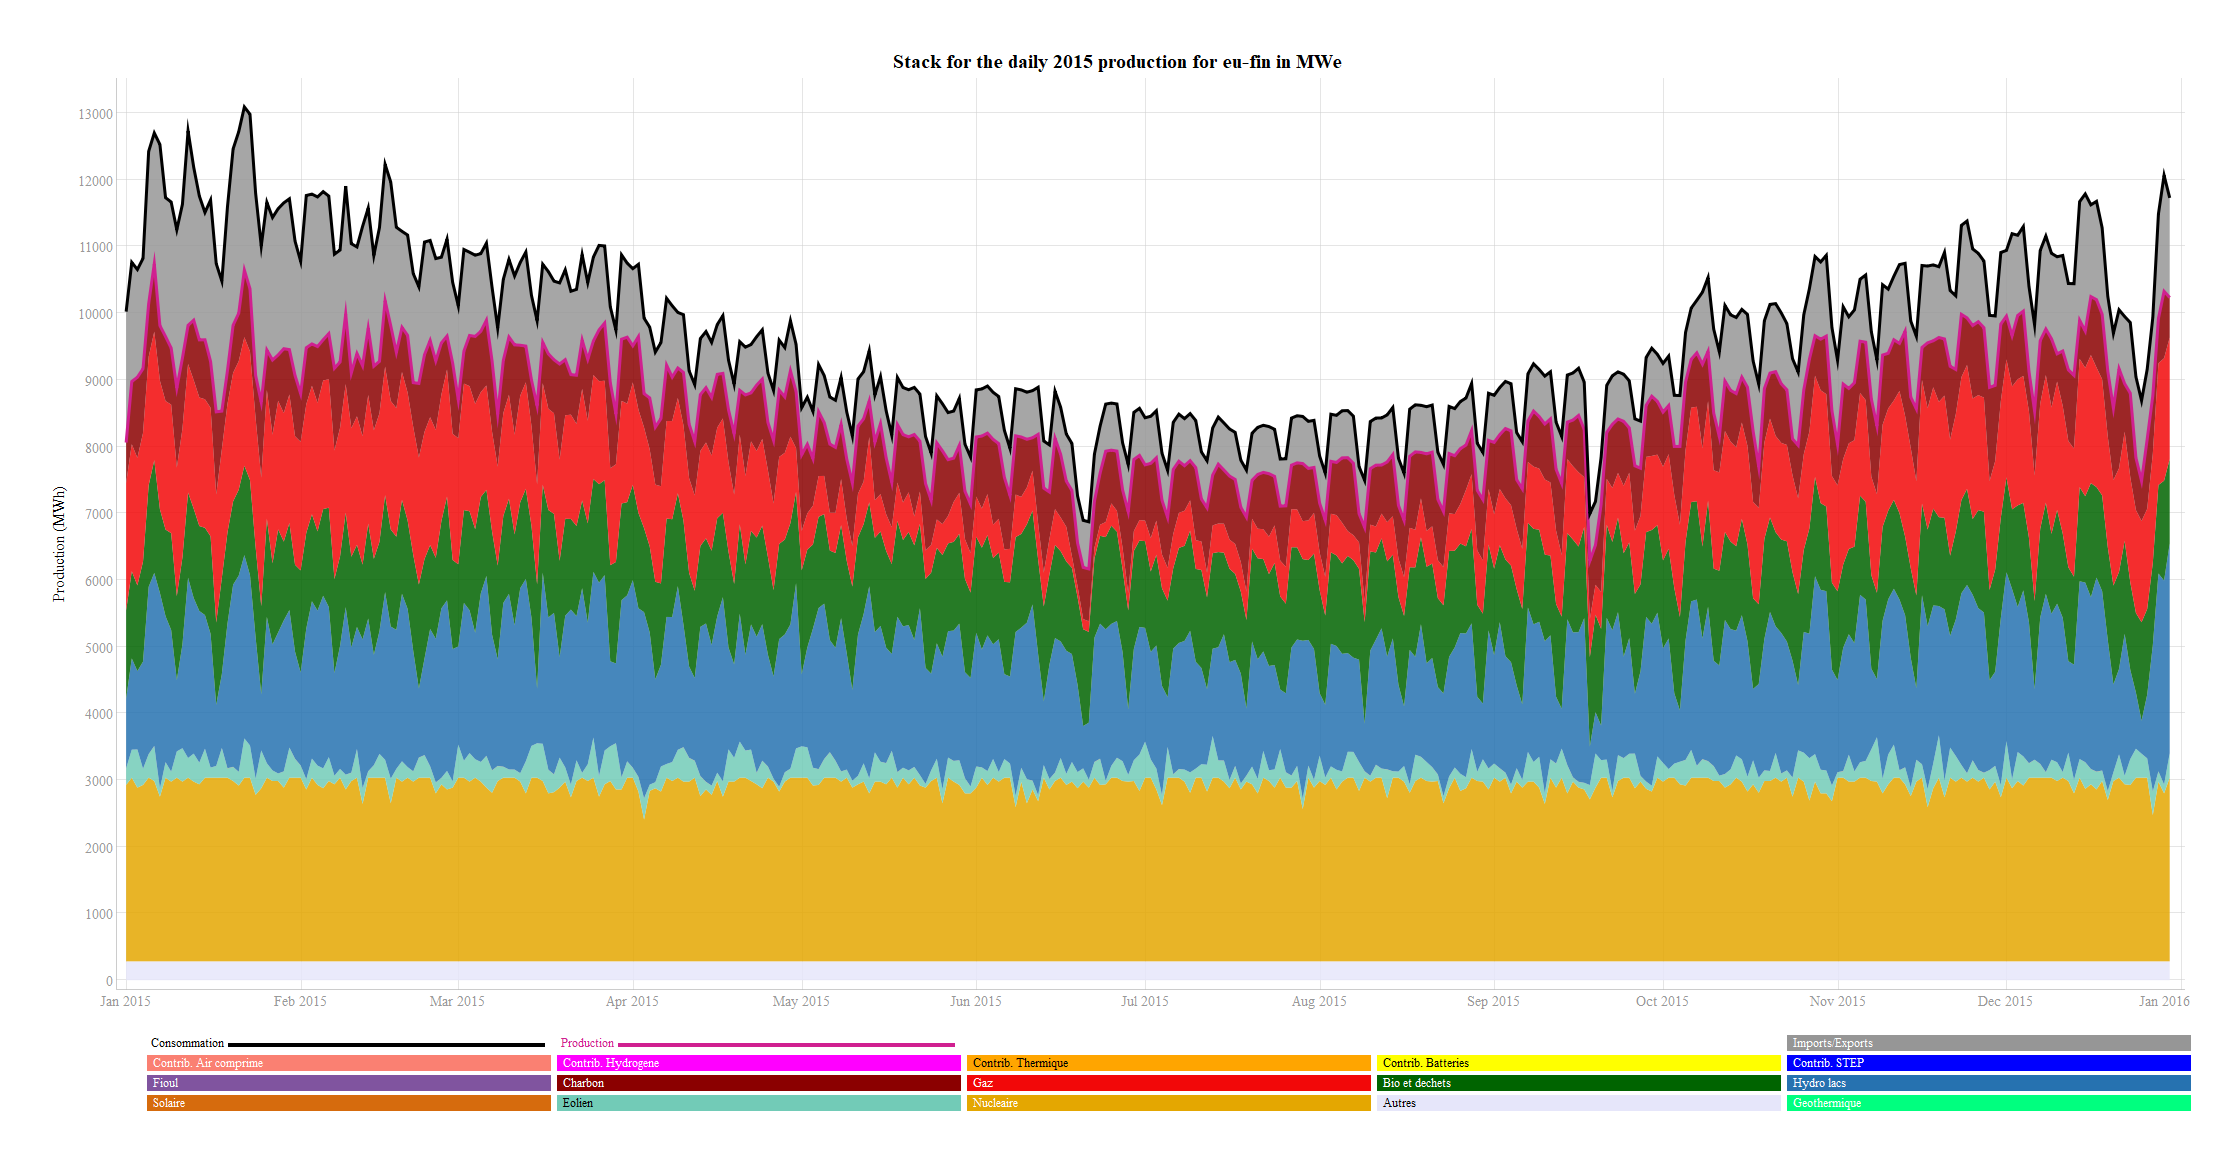 Stack for the daily 2015 production for eu-fin in MWe
Production (MWh)
13000
12000
11000
10000
9000
8000
7000
6000
5000
4000
3000
2000
1000
0
Jan 2015 Feb 2015 Mar 2015 Apr 2015 May 2015 Jun 2015 Jul 2015 Aug 2015 Sep 2015 Oct 2015 Nov 2015 Dec 2015 Jan 2016
Consommation Production Imports/Exports
Contrib. Air comprime Contrib. Hydrogene Contrib. Thermique Contrib. Batteries Contrib. STEP
Fioul Charbon Gaz Bio et dechets Hydro lacs
Solaire Eolien Nucleaire Autres Geothermique